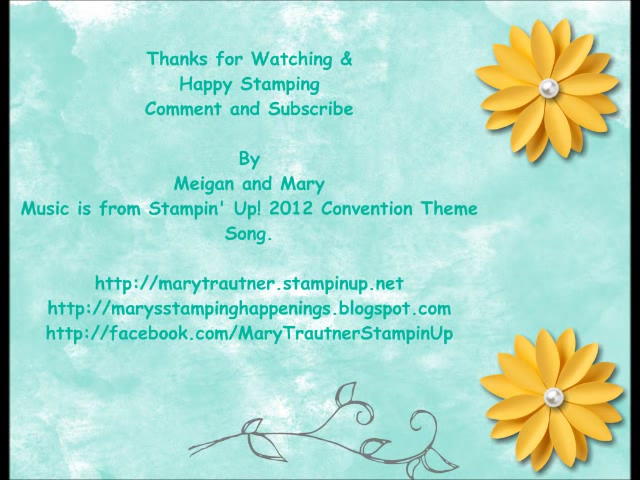 Thanks for Watching &
Happy Stamping
Comment and Subscribe
By
Meigan and Mary
Music is from Stampin' Up! 2012 Convention Theme
Song.
http://marytrautner.stampinup.net
http://marysstampinghappenings.blogspot.com
http://facebook.com/MaryTrautnerStampinUp